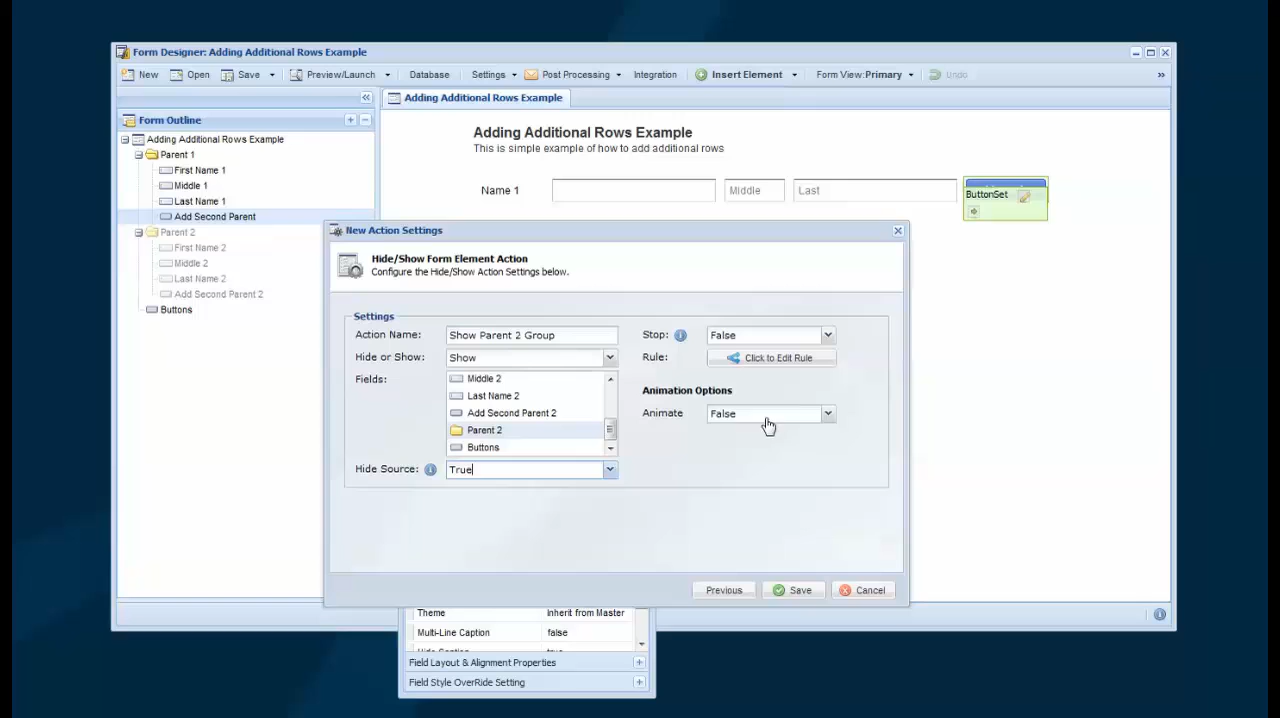 Form Designer: Adding Additional Rows Example
New Open Save Preview/Launch Database Settings Post Processing Integration Insert Element Form View:Primary Undo »
Adding Additional Rows Example
Form Outline
Adding Additional Rows Example
Parent 1
First Name 1
Middle 1
Last Name 1
Add Second Parent
Parent 2
First Name 2
Middle 2
Last Name 2
Add Second Parent 2
Buttons
Adding Additional Rows Example
This is simple example of how to add additional rows
Name 1 Middle Last
ButtonSet
New Action Settings
Hide/Show Form Element Action
Configure the Hide/Show Action Settings below.
Settings
Action Name: Show Parent 2 Group
Hide or Show: Show
Fields:
Middle 2
Last Name 2
Add Second Parent 2
Parent 2
Buttons
Hide Source: True
Stop: False
Rule: Click to Edit Rule
Animation Options
Animate False
Previous Save Cancel
Theme Inherit from Master
Multi-Line Caption false
Field Layout & Alignment Properties
Field Style OverRide Setting